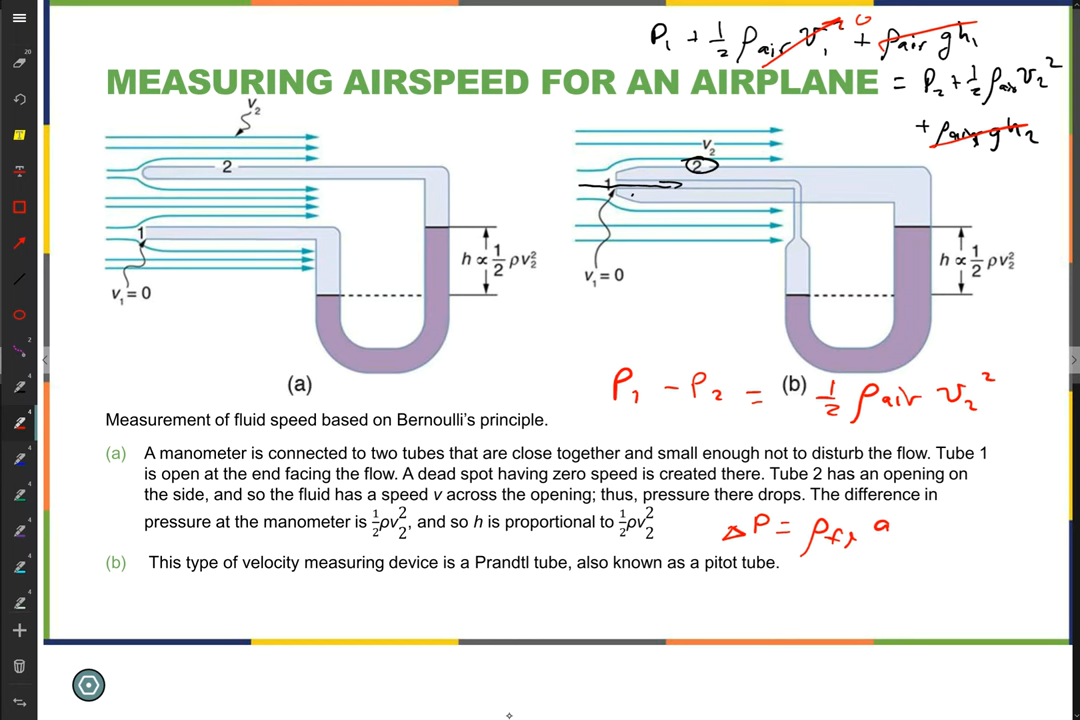 P₁ + ½ ρair v₁² 0 + ρair gh₁
MEASURING AIRSPEED FOR AN AIRPLANE = P₂ + ½ ρair v₂²
+ ρair gh₂
v₂
2
1
v₁ = 0
h ∝ ½ ρv₂²
(a)
v₂
2
1
v₁ = 0
h ∝ ½ ρv₂²
(b)
P₁ - P₂ = ½ ρair v₂²
Measurement of fluid speed based on Bernoulli's principle.
(a) A manometer is connected to two tubes that are close together and small enough not to disturb the flow. Tube 1
is open at the end facing the flow. A dead spot having zero speed is created there. Tube 2 has an opening on
the side, and so the fluid has a speed v across the opening; thus, pressure there drops. The difference in
pressure at the manometer is ½ρv₂², and so h is proportional to ½ρv₂²
ΔP = ρfl
(b) This type of velocity measuring device is a Prandtl tube, also known as a pitot tube.